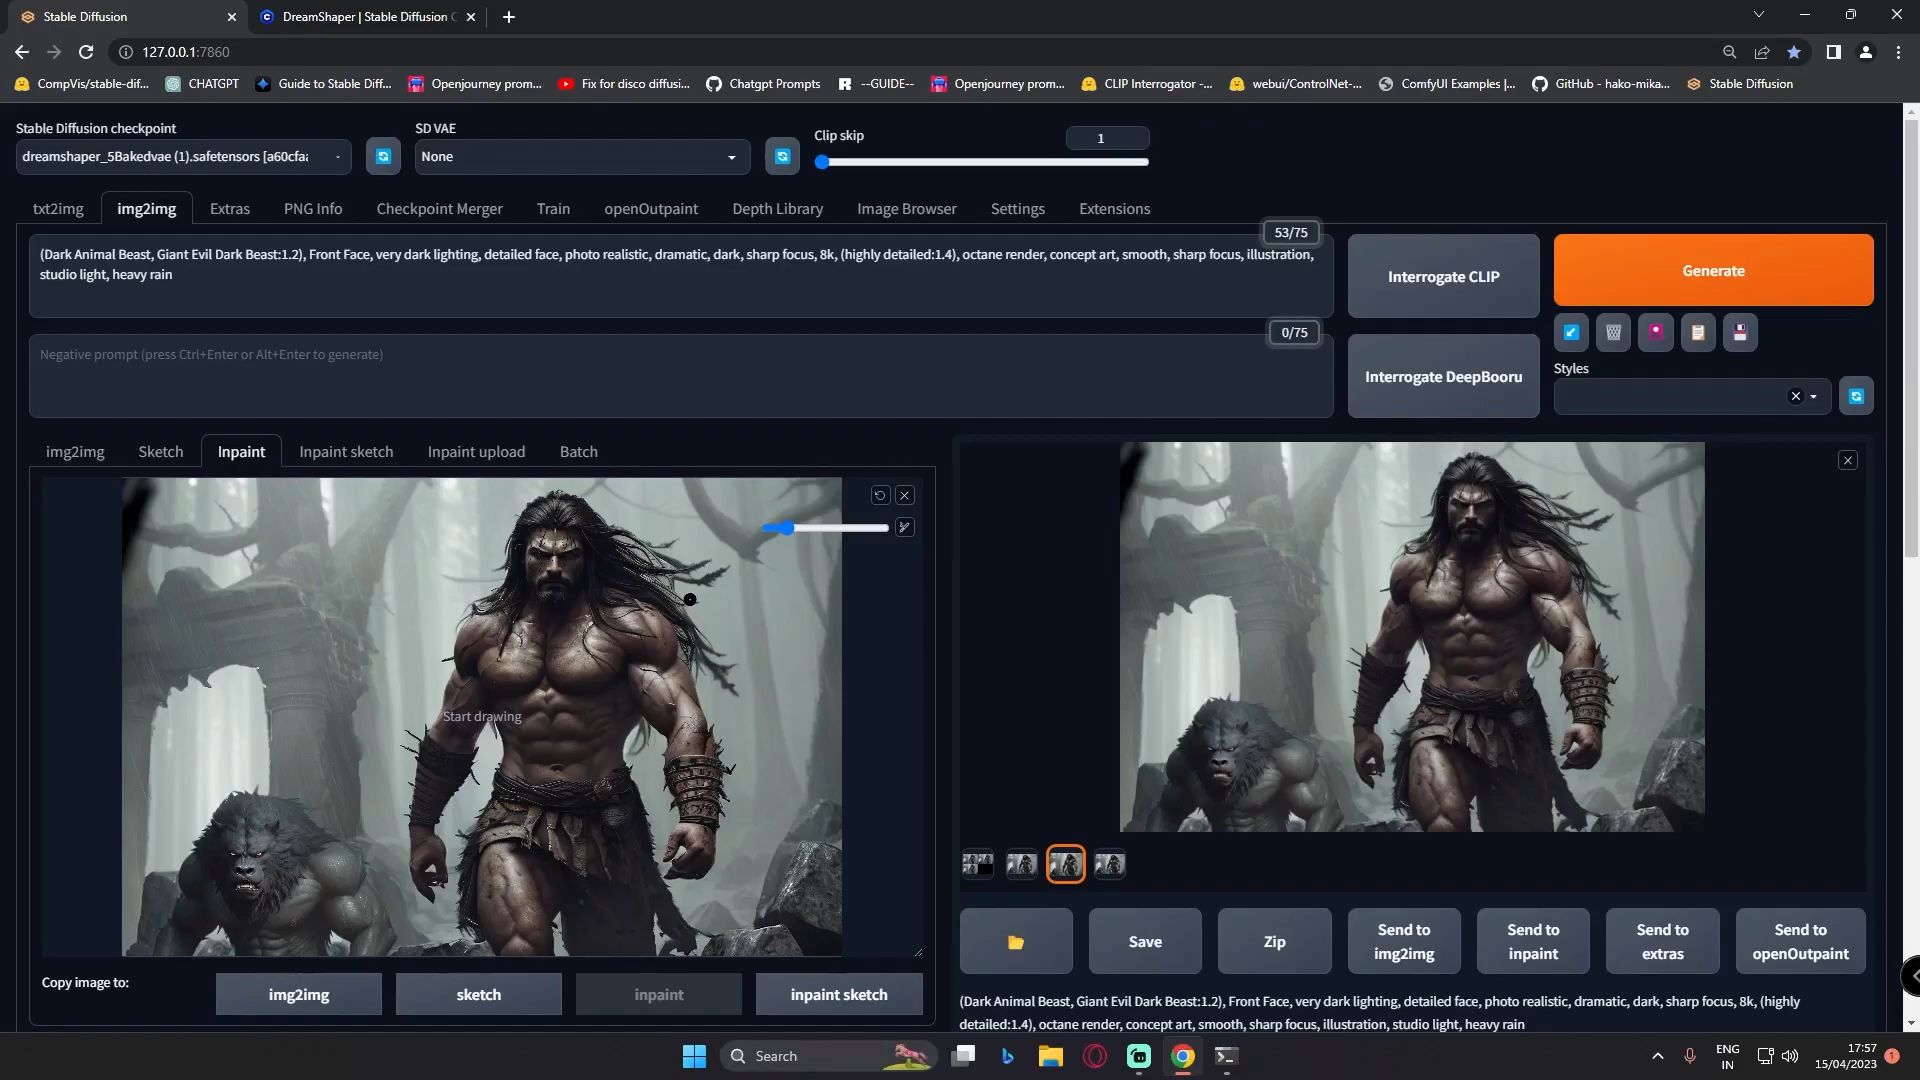 Stable Diffusion
DreamShaper | Stable Diffusion C
127.0.0.1:7860
CompVis/stable-dif...
CHATGPT
Guide to Stable Diff...
Openjourney prom...
Fix for disco diffusi...
Chatgpt Prompts
--GUIDE--
Openjourney prom...
CLIP Interrogator -...
webui/ControlNet-...
ComfyUI Examples |...
GitHub - hako-mika...
Stable Diffusion
Stable Diffusion checkpoint
SD VAE
Clip skip
1
dreamshaper_5Bakedvae (1).safetensors [a60cfa
None
txt2img
img2img
Extras
PNG Info
Checkpoint Merger
Train
openOutpaint
Depth Library
Image Browser
Settings
Extensions
53/75
(Dark Animal Beast, Giant Evil Dark Beast:1.2), Front Face, very dark lighting, detailed face, photo realistic, dramatic, dark, sharp focus, 8k, (highly detailed:1.4), octane render, concept art, smooth, sharp focus, illustration,
studio light, heavy rain
Interrogate CLIP
Generate
0/75
Negative prompt (press Ctrl+Enter or Alt+Enter to generate)
Interrogate DeepBooru
Styles
img2img
Sketch
Inpaint
Inpaint sketch
Inpaint upload
Batch
Start drawing
Copy image to:
img2img
sketch
inpaint
inpaint sketch
Save
Zip
Send to
img2img
Send to
inpaint
Send to
extras
Send to
openOutpaint
(Dark Animal Beast, Giant Evil Dark Beast:1.2), Front Face, very dark lighting, detailed face, photo realistic, dramatic, dark, sharp focus, 8k, (highly
detailed:1.4), octane render, concept art, smooth, sharp focus, illustration, studio light, heavy rain
Search
ENG
IN
17:57
15/04/2023
1